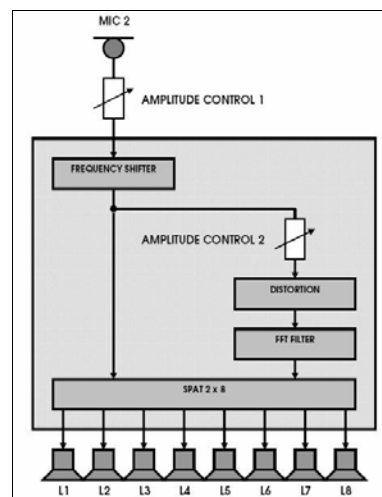 MIC 2
AMPLITUDE CONTROL 1
FREQUENCY SHIFTER
AMPLITUDE CONTROL 2
DISTORTION
FFT FILTER
SPAT 2 x 8
L1 L2 L3 L4 L5 L6 L7 L8